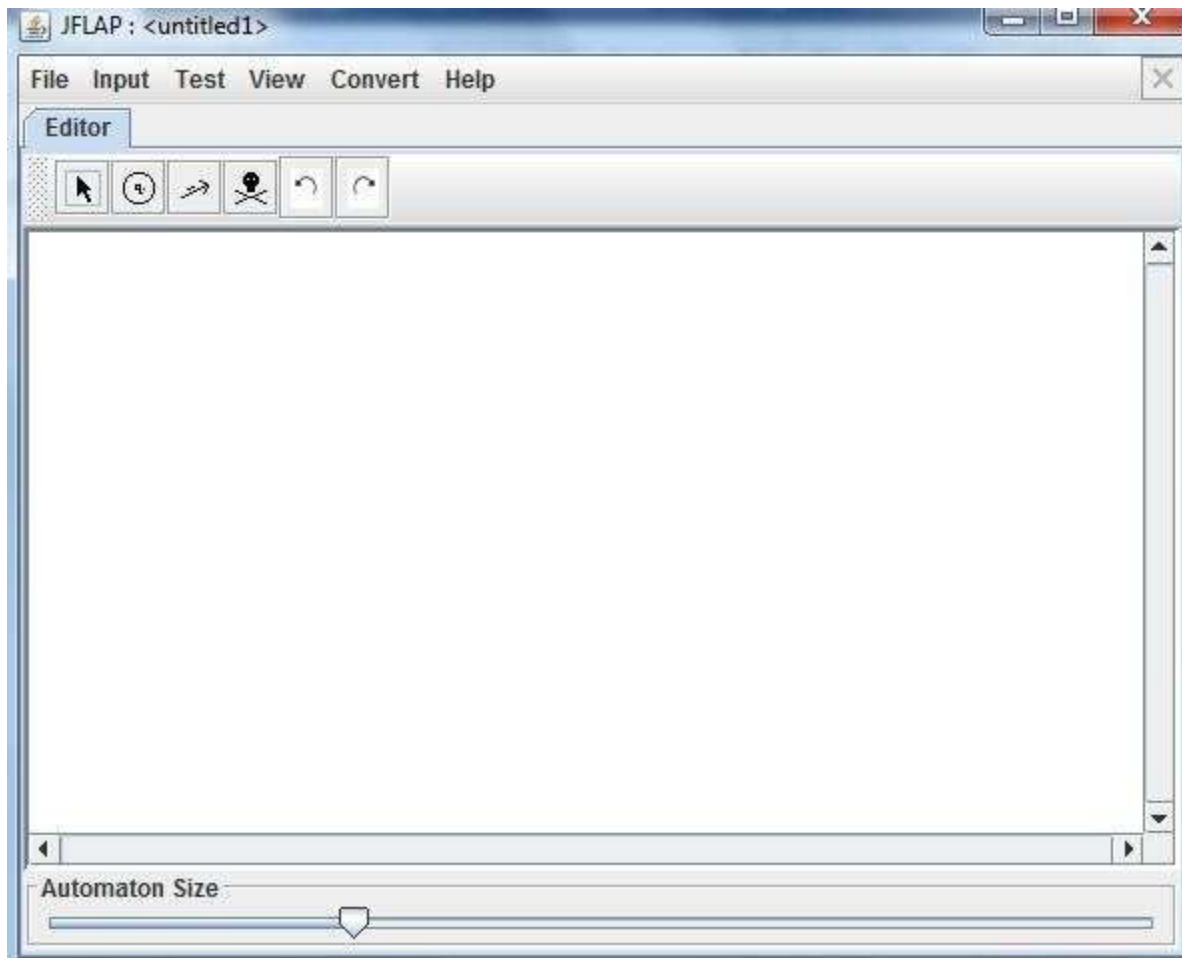 JFLAP : <untitled1>
File Input Test View Convert Help
Editor
q
Automaton Size